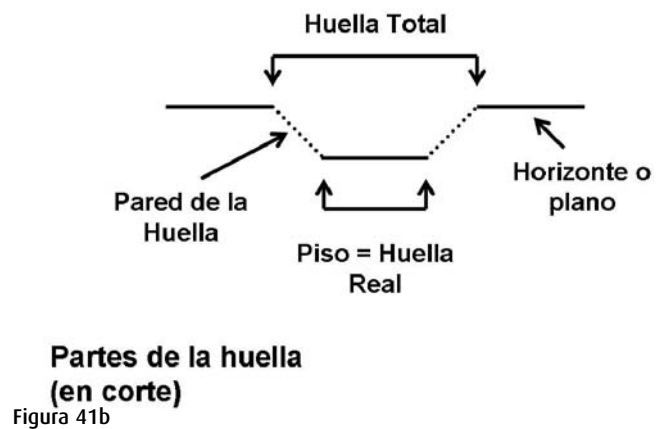 Huella Total
Pared de la
Huella
Horizonte o
plano
Piso = Huella
Real
Partes de la huella
(en corte)
Figura 41b